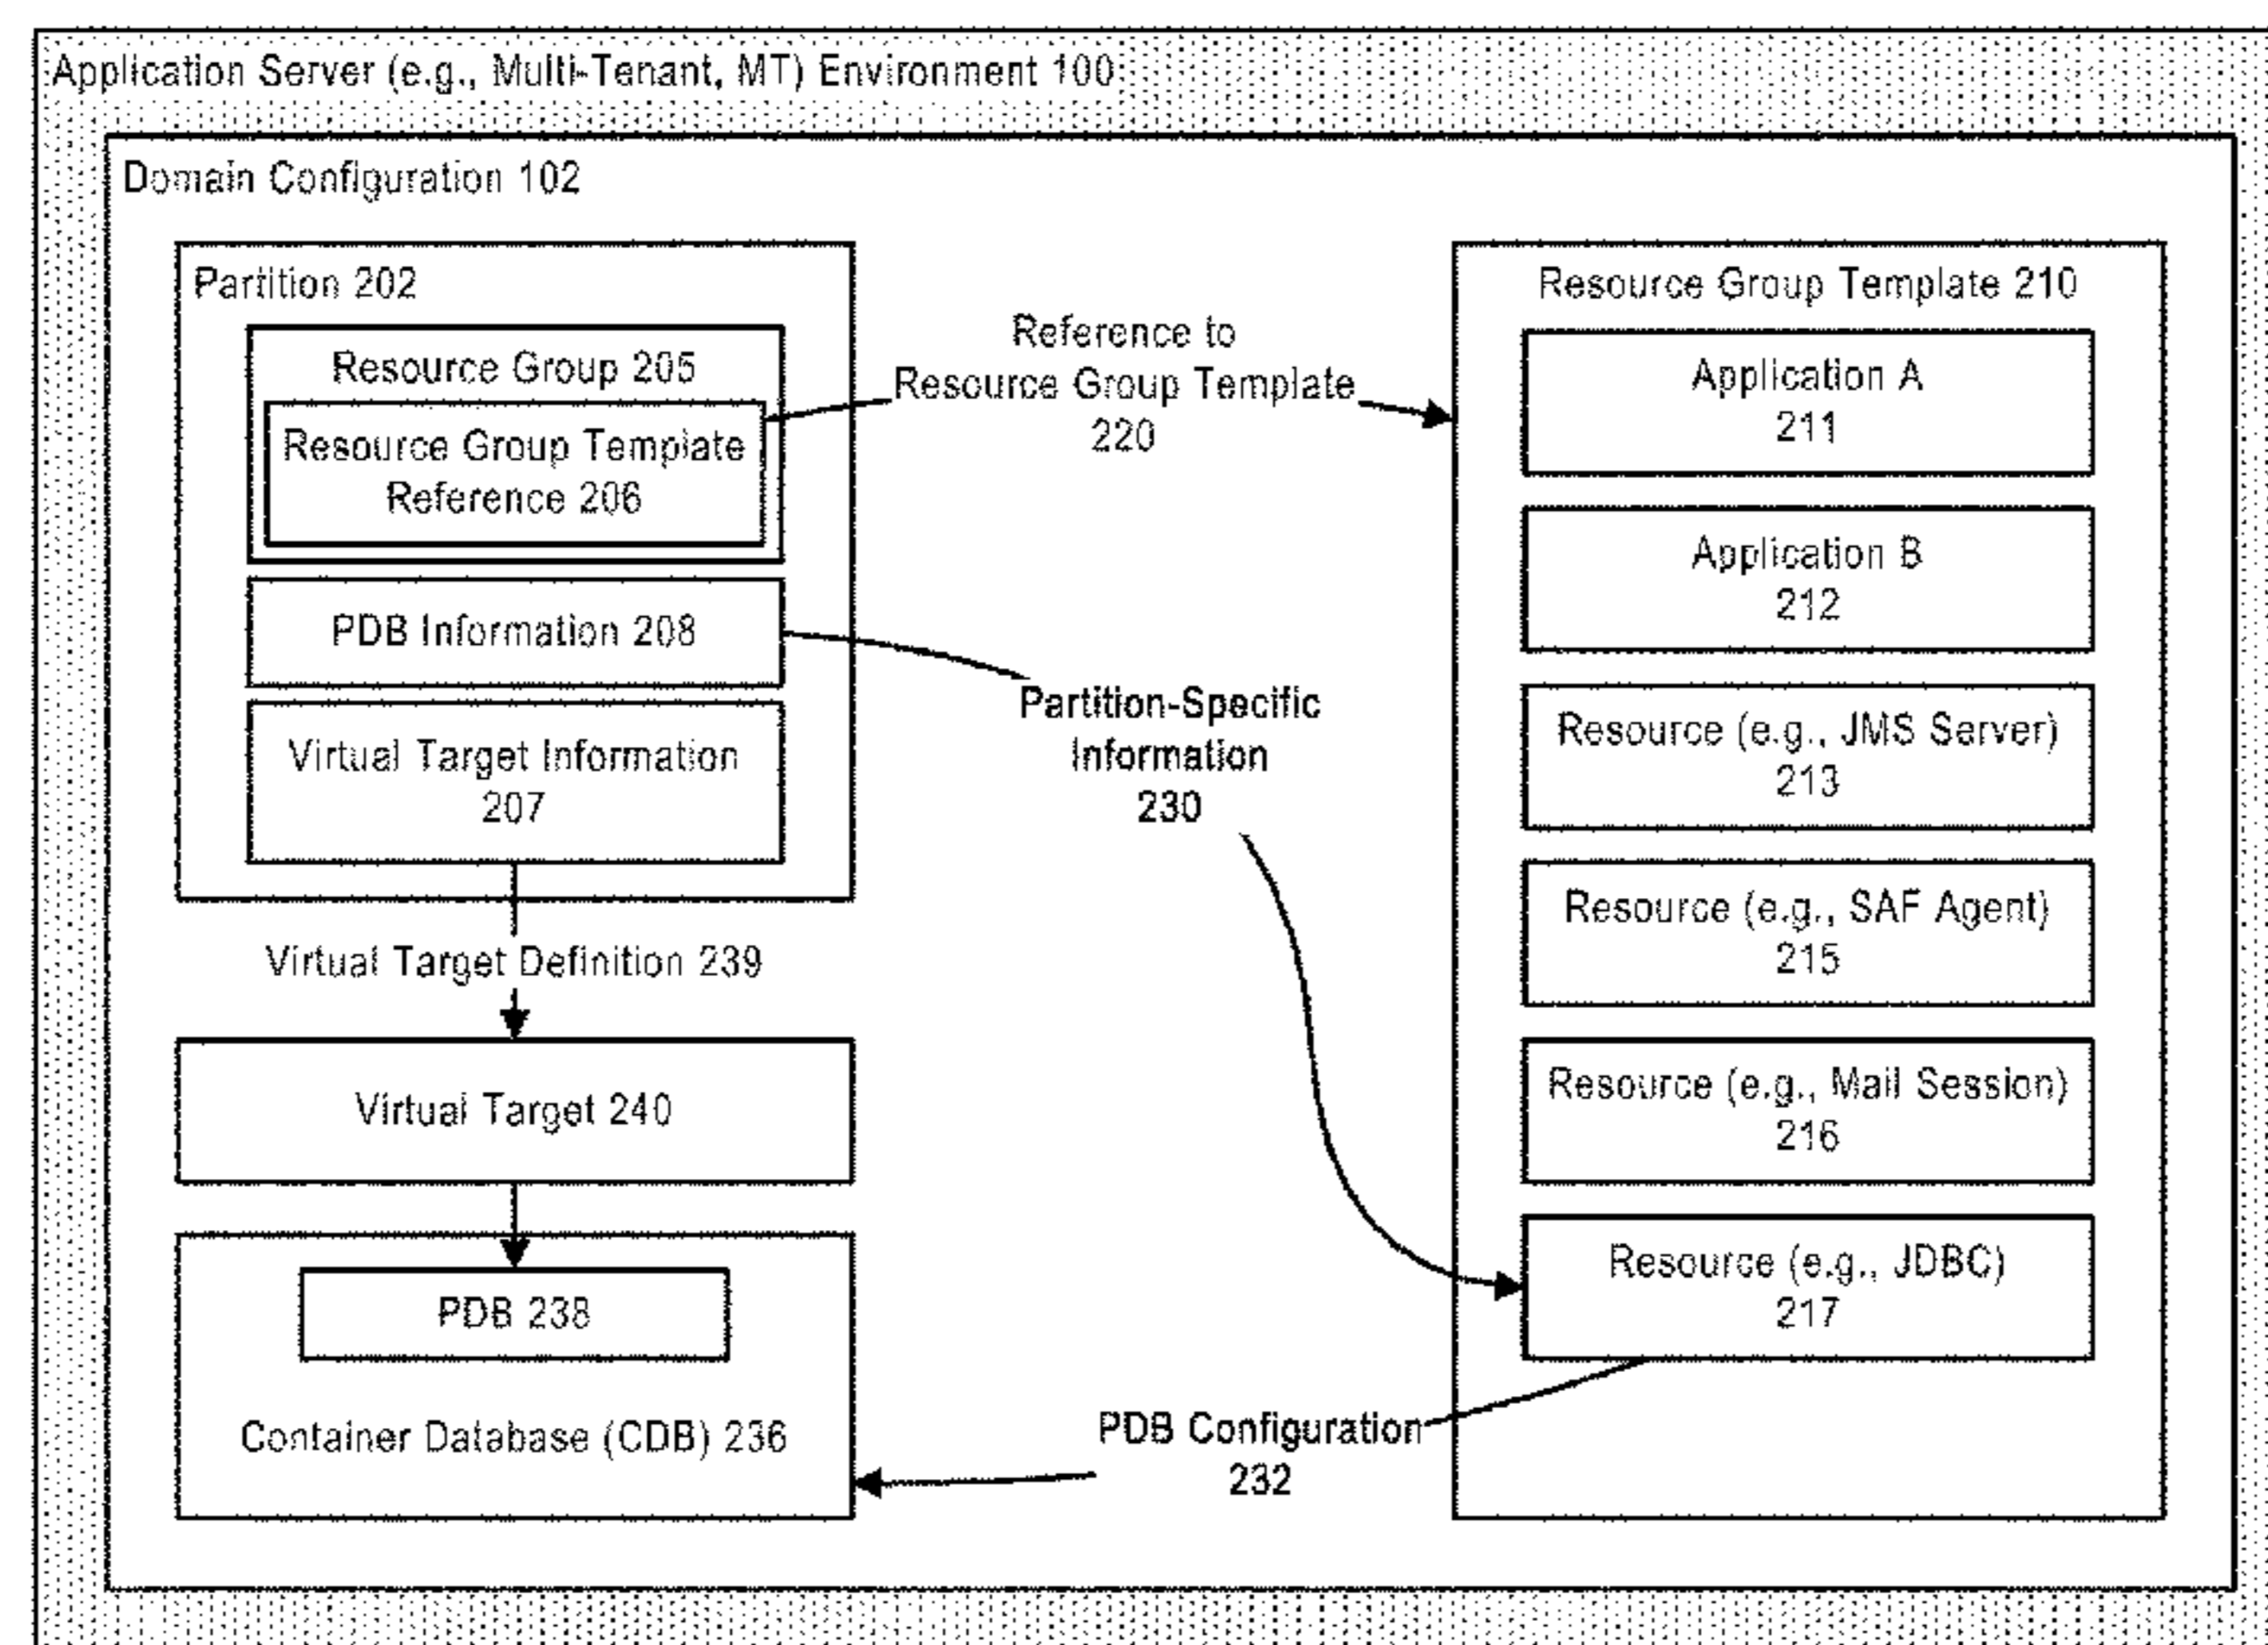 Application Server (e.g., Multi-Tenant, MT) Environment 100
Domain Configuration 102
Partition 202
Resource Group 205
Resource Group Template
Reference 206
PDB Information 208
Virtual Target Information
207
Virtual Target Definition 239
Virtual Target 240
PDB 238
Container Database (CDB) 236
Reference to
Resource Group Template
220
Partition-Specific
Information
230
PDB Configuration
232
Resource Group Template 210
Application A
211
Application B
212
Resource (e.g., JMS Server)
213
Resource (e.g., SAF Agent)
215
Resource (e.g., Mail Session)
216
Resource (e.g., JDBC)
217